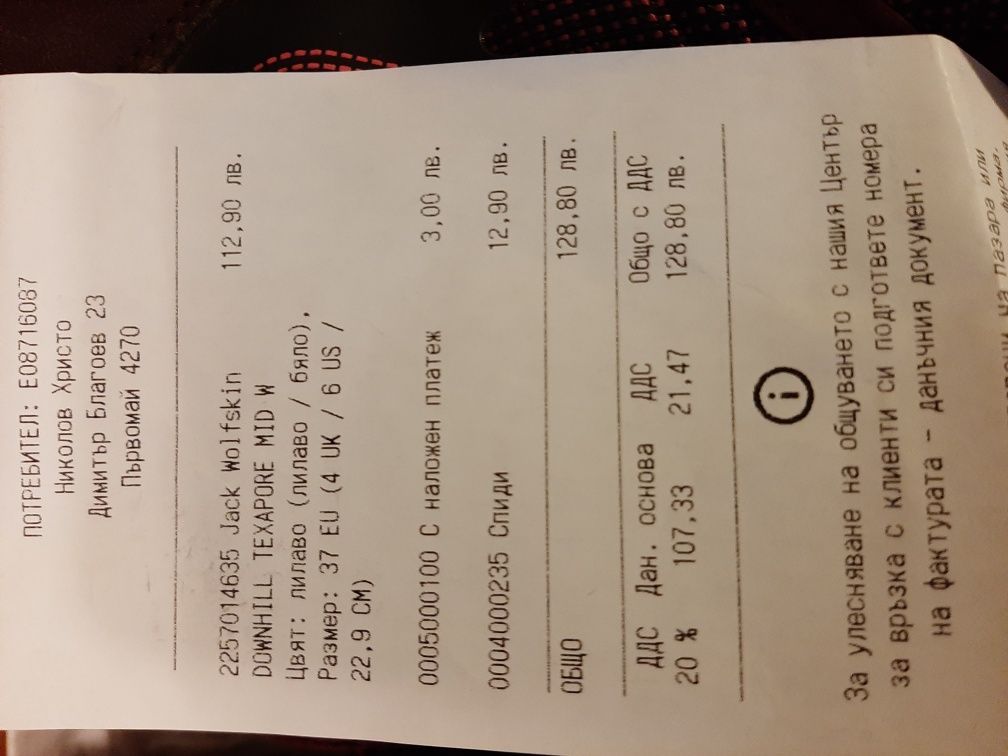 ПОТРЕБИТЕЛ: E08716087
Николов Христо
Димитър Благоев 23
Първомай 4270
2257014635 Jack Wolfskin 112,90 лв.
DOWNHILL TEXAPORE MID W
Цвят: лилаво (лилаво / бяло),
Размер: 37 EU (4 UK / 6 US /
22,9 CM)
0005000100 С наложен платеж 3,00 лв.
0004000235 Спиди 12,90 лв.
ОБЩО 128,80 лв.
ДДС Дан. основа ДДС Общо с ДДС
20 % 107,33 21,47 128,80 лв.
i
За улесняване на общуването с нашия Център
за връзка с клиенти си подгответе номера
на фактурата - данъчния документ.
на пазара или